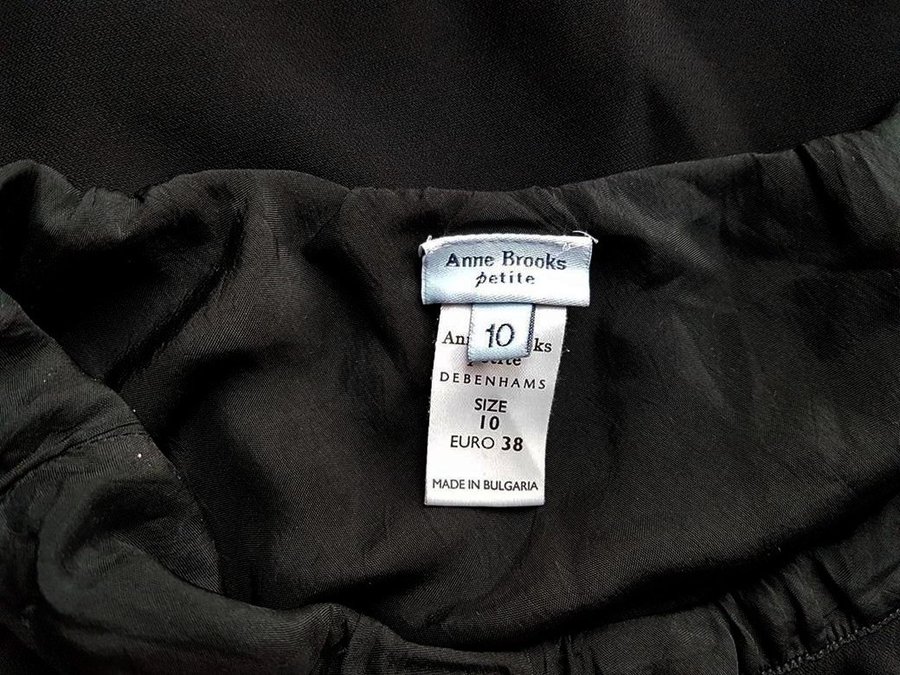 Anne Brooks
petite
10
DEBENHAMS
SIZE
10
EURO 38
MADE IN BULGARIA